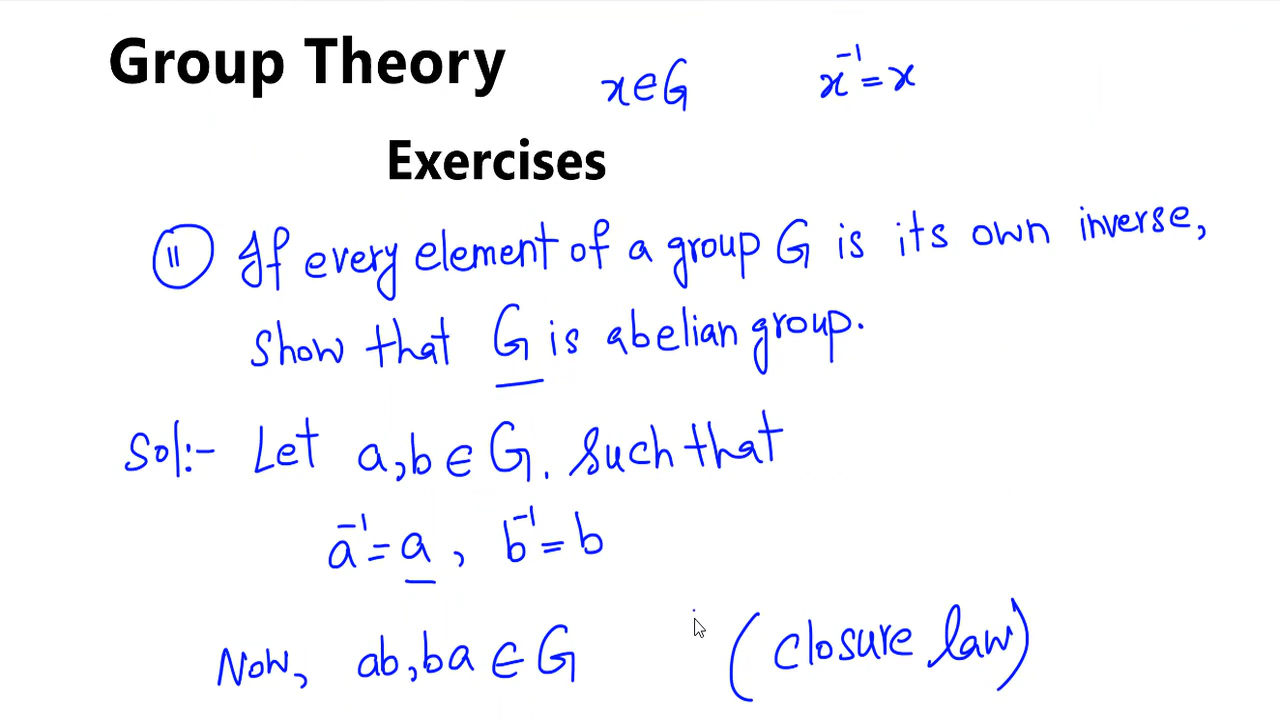 Group Theory x∈G x⁻¹=x
Exercises
(11) If every element of a group G is its own inverse,
show that G is abelian group.
Sol:- Let a,b ∈ G. Such that
a⁻¹=a, b⁻¹=b
Now, ab,ba ∈ G (closure law)